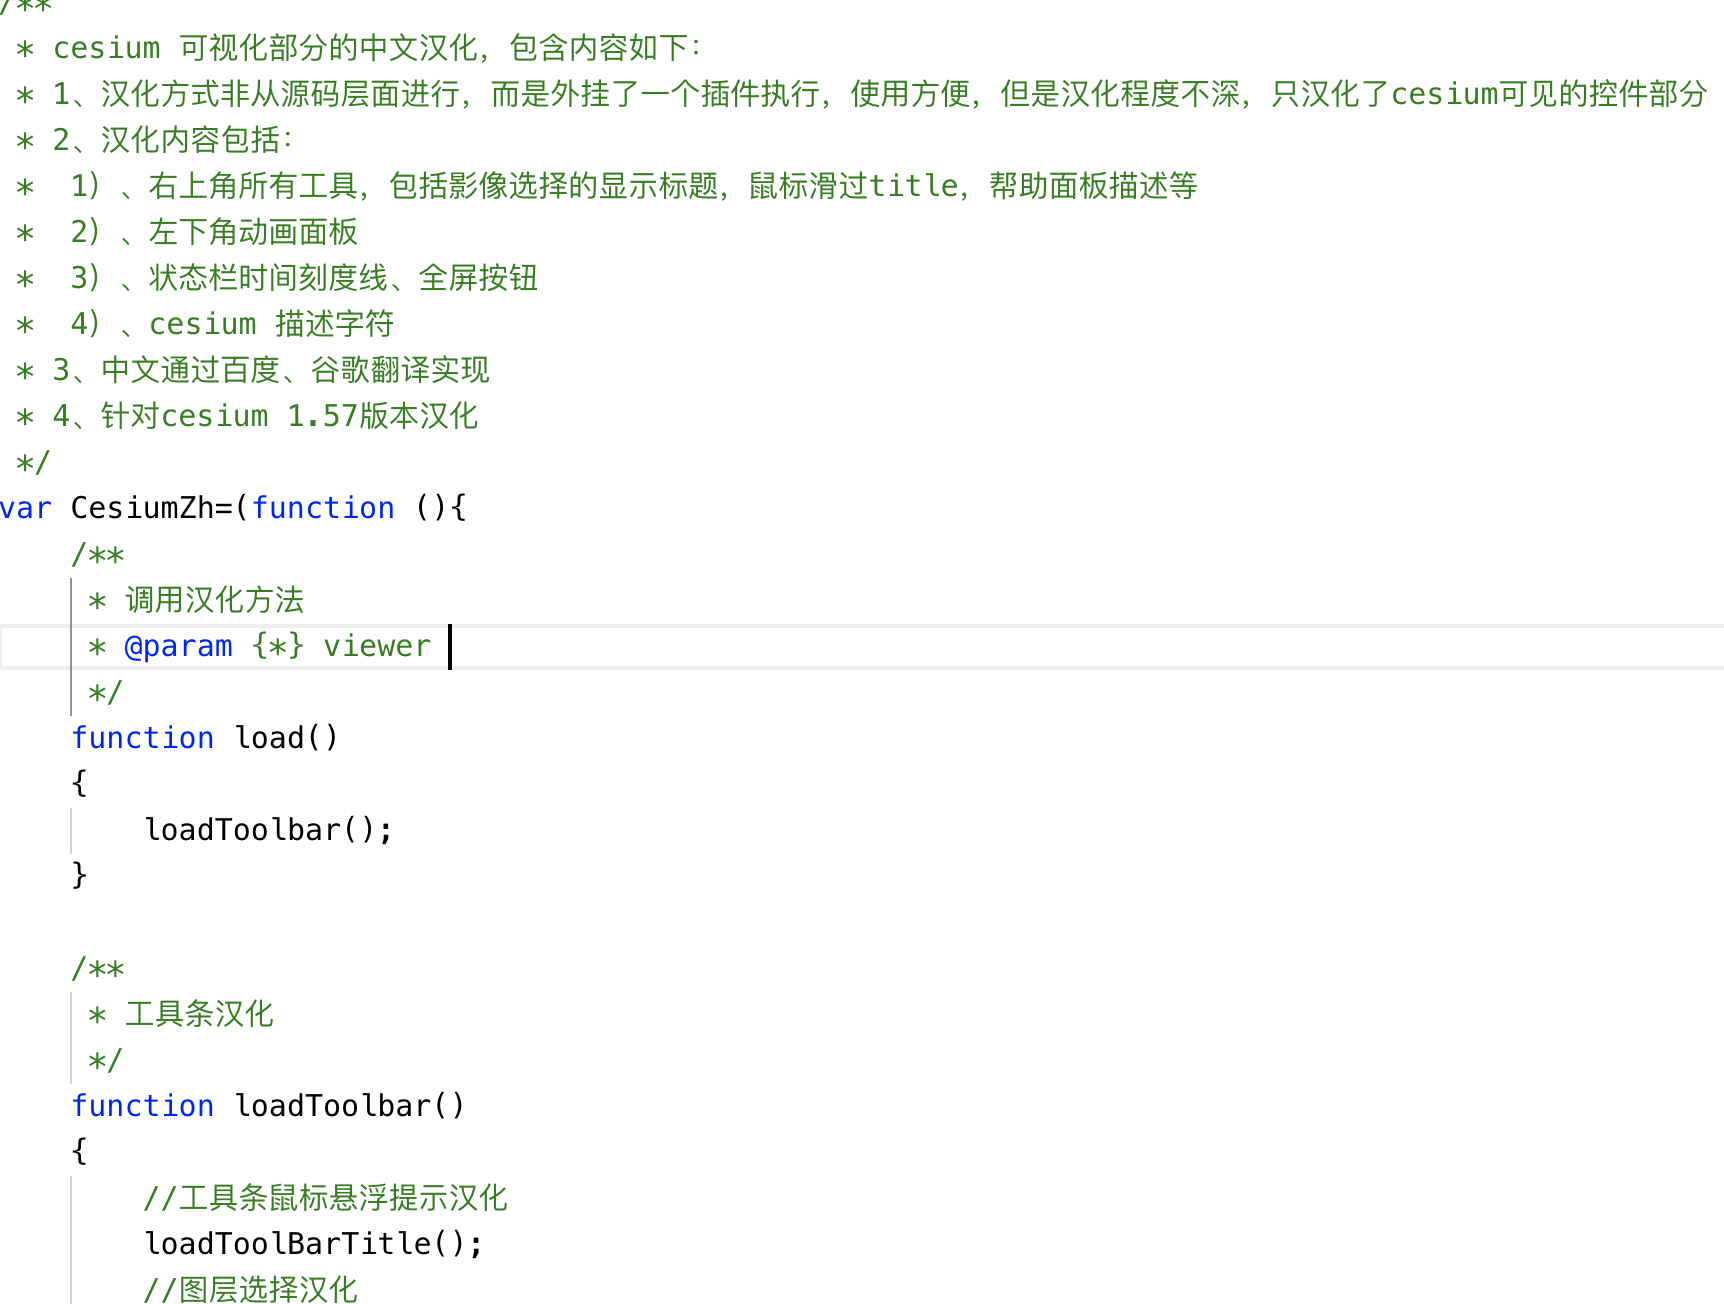 /**
 * cesium 可视化部分的中文汉化，包含内容如下：
 * 1、汉化方式非从源码层面进行，而是外挂了一个插件执行，使用方便，但是汉化程度不深，只汉化了cesium可见的控件部分
 * 2、汉化内容包括：
 *  1）、右上角所有工具，包括影像选择的显示标题，鼠标滑过title，帮助面板描述等
 *  2）、左下角动画面板
 *  3）、状态栏时间刻度线、全屏按钮
 *  4）、cesium 描述字符
 * 3、中文通过百度、谷歌翻译实现
 * 4、针对cesium 1.57版本汉化
 */
var CesiumZh=(function (){
    /**
     * 调用汉化方法
     * @param {*} viewer
     */
    function load()
    {
        loadToolbar();
    }

    /**
     * 工具条汉化
     */
    function loadToolbar()
    {
        //工具条鼠标悬浮提示汉化
        loadToolBarTitle();
        //图层选择汉化